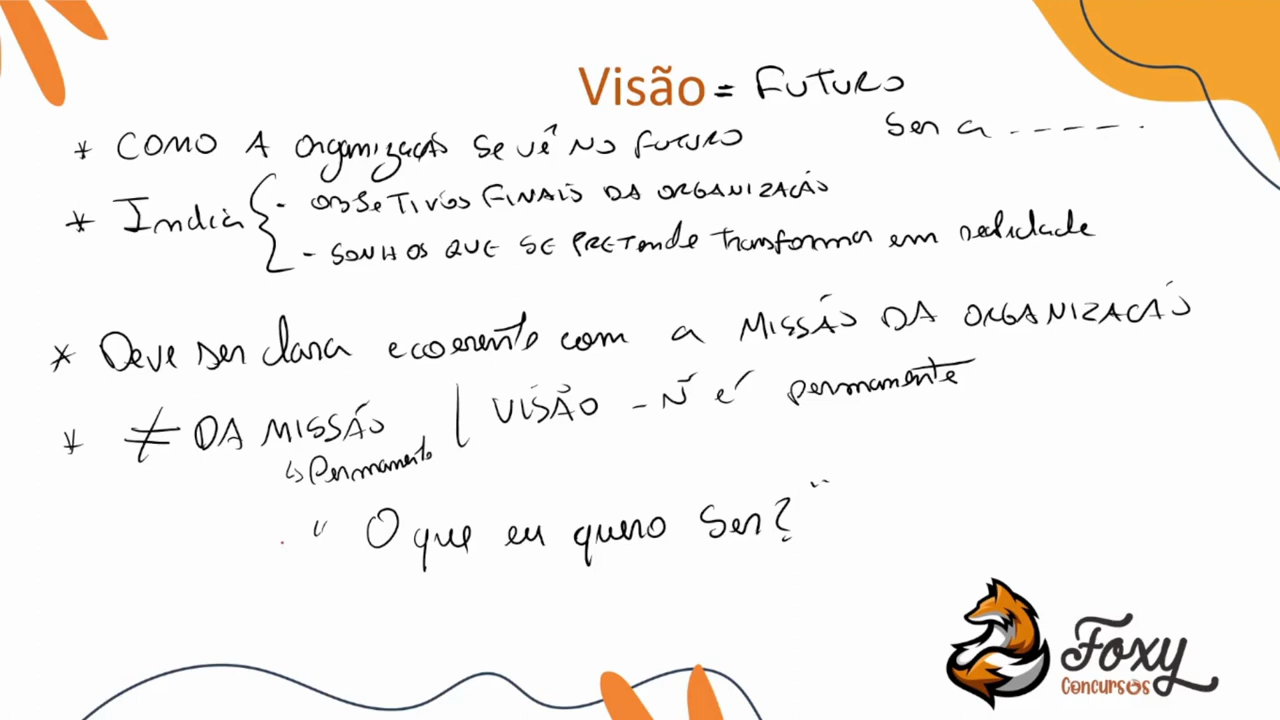 Visão = FUTURO
Ser a ------.
* COMO A Organização Se vê NO FUTURO
* Indica { - OBJETIVOS FINAIS DA ORGANIZAÇÃO
- SONHOS QUE SE PRETende transformar em realidade
* Deve ser clara e coerente com a MISSÃO DA ORGANIZAÇÃO
* ≠ DA MISSÃO | VISÃO - Ñ é permanente
↳ Permanente
"O que eu quero Ser?"
Foxy
Concursos